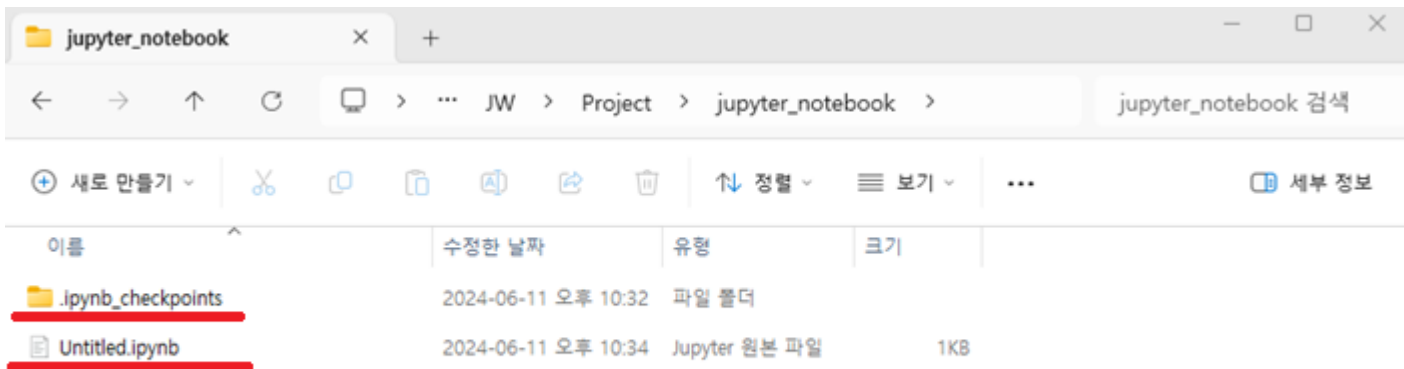 jupyter_notebook
JW > Project > jupyter_notebook > jupyter_notebook 검색
새로 만들기 정렬 보기 세부 정보
이름 수정한 날짜 유형 크기
.ipynb_checkpoints 2024-06-11 오후 10:32 파일 폴더
Untitled.ipynb 2024-06-11 오후 10:34 Jupyter 원본 파일 1KB